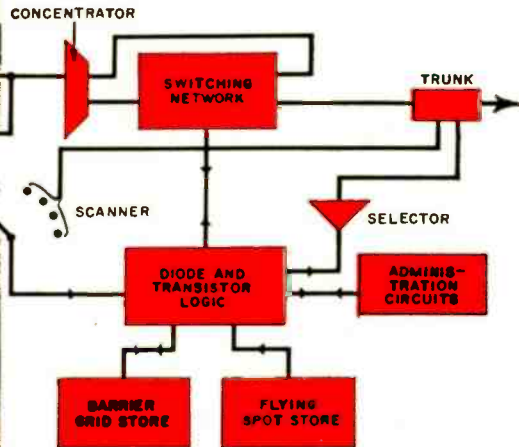 CONCENTRATOR
SWITCHING
NETWORK
TRUNK
SCANNER
SELECTOR
DIODE AND
TRANSISTOR
LOGIC
ADMINIS-
TRATION
CIRCUITS
BARRIER
GRID STORE
FLYING
SPOT STORE